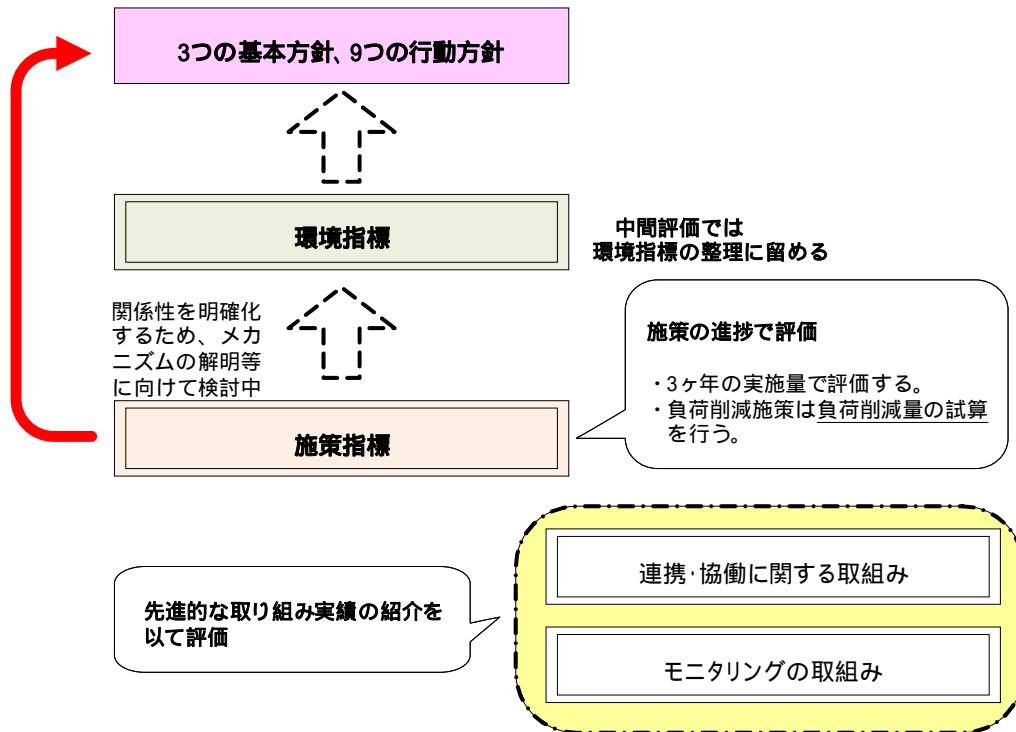 3つの基本方針、9つの行動方針
環境指標
中間評価では
環境指標の整理に留める
関係性を明確化
するため、メカ
ニズムの解明等
に向けて検討中
施策の進捗で評価
・3ヶ年の実施量で評価する。
・負荷削減施策は負荷削減量の試算
を行う。
施策指標
連携・協働に関する取組み
先進的な取り組み実績の紹介を
以て評価
モニタリングの取組み